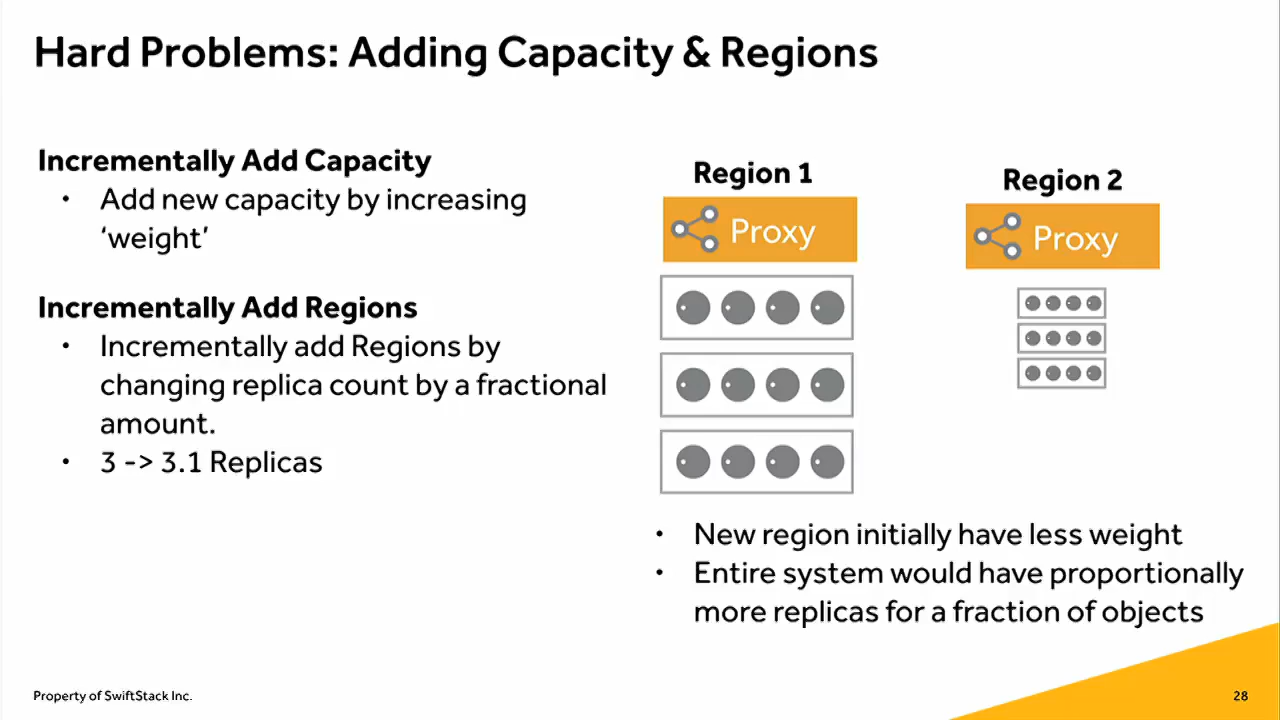 Hard Problems: Adding Capacity & Regions
Incrementally Add Capacity
• Add new capacity by increasing
‘weight’
Incrementally Add Regions
• Incrementally add Regions by
changing replica count by a fractional
amount.
• 3 -> 3.1 Replicas
Region 1
Proxy
Region 2
Proxy
• New region initially have less weight
• Entire system would have proportionally
more replicas for a fraction of objects
Property of SwiftStack Inc.
28